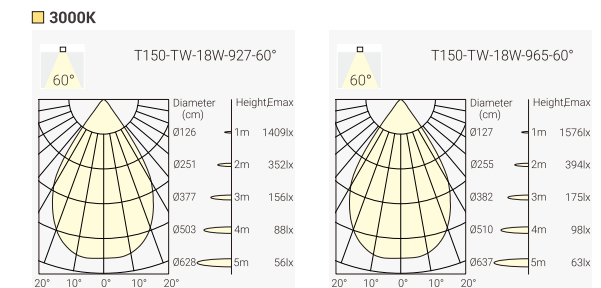 3000K
T150-TW-18W-927-60°
60°
Diameter (cm) Height Emax
Ø126 1m 1409lx
Ø251 2m 352lx
Ø377 3m 156lx
Ø503 4m 88lx
Ø628 5m 56lx
20° 10° 0° 10° 20°
T150-TW-18W-965-60°
60°
Diameter (cm) Height Emax
Ø127 1m 1576lx
Ø255 2m 394lx
Ø382 3m 175lx
Ø510 4m 98lx
Ø637 5m 63lx
20° 10° 0° 10° 20°